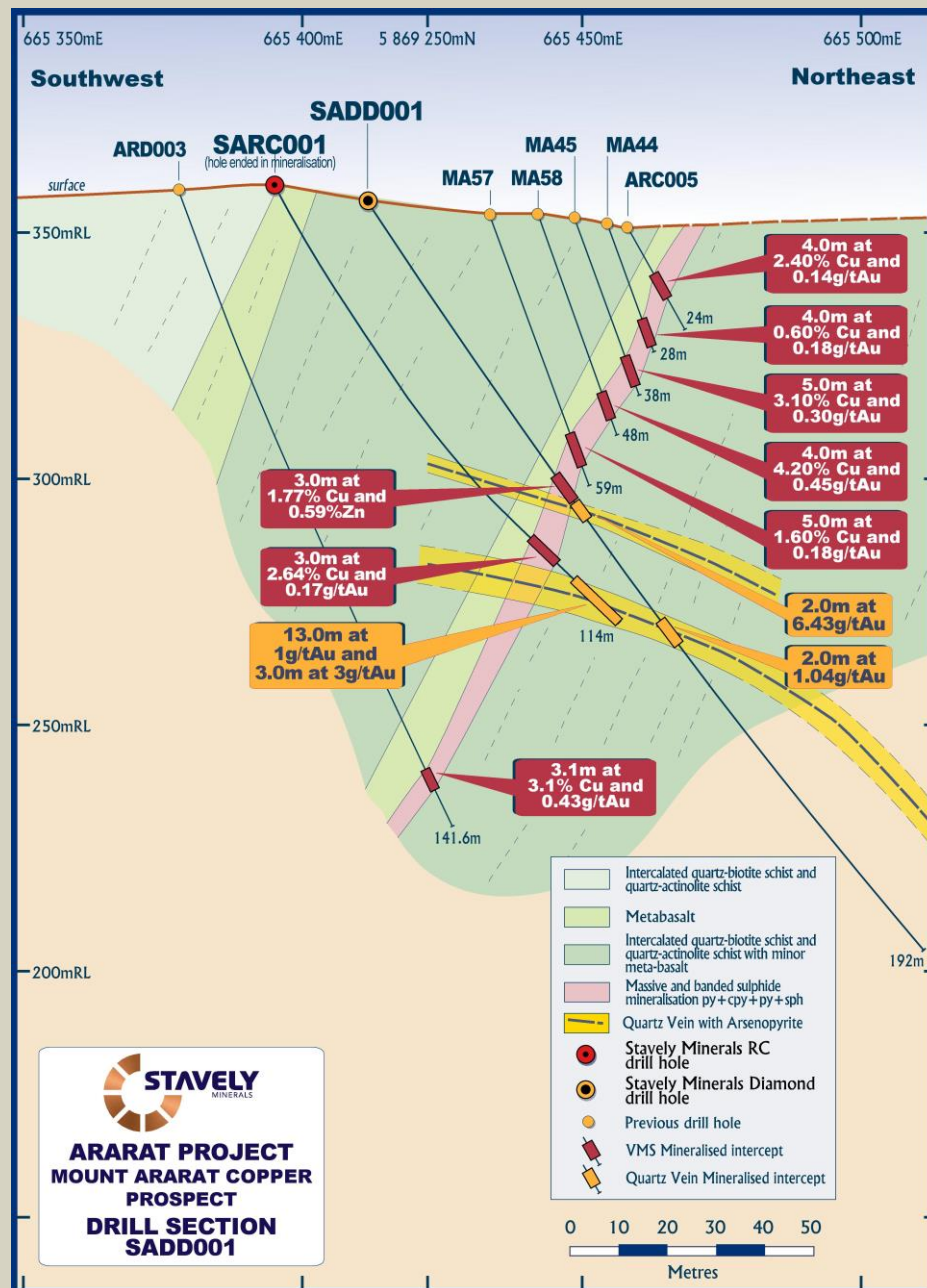 665 350mE
665 400mE
5 869 250mN
665 450mE
665 500mE
Southwest
Northeast
SADD001
ARD003
SARC001
(hole ended in mineralisation)
MA45
MA44
MA57
MA58
ARC005
surface
350mRL
4.0m at
2.40% Cu and
0.14g/tAu
24m
4.0m at
0.60% Cu and
0.18g/tAu
28m
5.0m at
3.10% Cu and
0.30g/tAu
38m
4.0m at
4.20% Cu and
0.45g/tAu
48m
300mRL
3.0m at
1.77% Cu and
0.59%Zn
59m
5.0m at
1.60% Cu and
0.18g/tAu
3.0m at
2.64% Cu and
0.17g/tAu
2.0m at
6.43g/tAu
13.0m at
1g/tAu and
3.0m at 3g/tAu
114m
2.0m at
1.04g/tAu
250mRL
3.1m at
3.1% Cu and
0.43g/tAu
141.6m
Intercalated quartz-biotite schist and
quartz-actinolite schist
Metabasalt
Intercalated quartz-biotite schist and
quartz-actinolite schist with minor
meta-basalt
192m
200mRL
Massive and banded sulphide
mineralisation py+cpy+py+sph
Quartz Vein with Arsenopyrite
Stavely Minerals RC
drill hole
Stavely Minerals Diamond
drill hole
Previous drill hole
VMS Mineralised intercept
Quartz Vein Mineralised intercept
STAVELY
MINERALS
ARARAT PROJECT
MOUNT ARARAT COPPER
PROSPECT
DRILL SECTION
SADD001
0 10 20 30 40 50
Metres